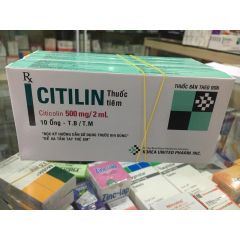 Rx
CITILIN Thuốc tiêm
Citicolin 500 mg/2 mL
10 Ống - T.B / T.M
"ĐỌC KỸ HƯỚNG DẪN SỬ DỤNG TRƯỚC KHI DÙNG"
"ĐỂ XA TẦM TAY TRẺ EM"
THUỐC BÁN THEO ĐƠN
KOREA UNITED PHARM INC.